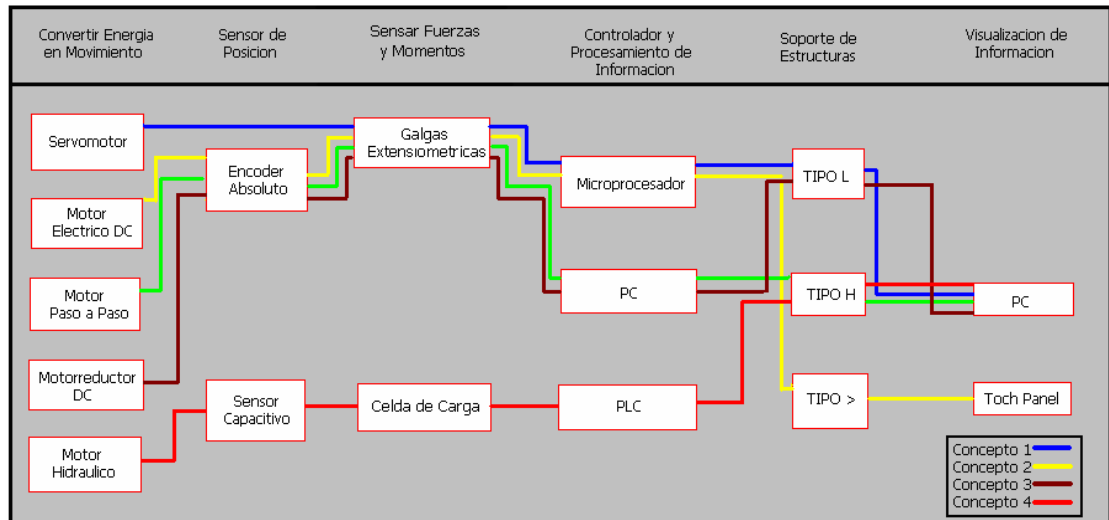 Convertir Energia
en Movimiento
Sensor de
Posicion
Sensar Fuerzas
y Momentos
Controlador y
Procesamiento de
Informacion
Soporte de
Estructuras
Visualizacion de
Informacion
Servomotor
Motor
Electrico DC
Motor
Paso a Paso
Motorreductor
DC
Motor
Hidraulico
Encoder
Absoluto
Sensor
Capacitivo
Galgas
Extensiometricas
Celda de Carga
Microprocesador
PC
PLC
TIPO L
TIPO H
TIPO >
PC
Toch Panel
Concepto 1
Concepto 2
Concepto 3
Concepto 4